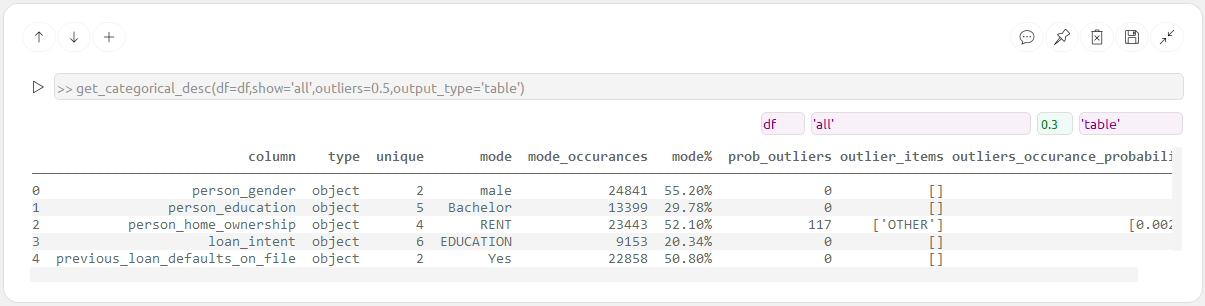 >> get_categorical_desc(df=df,show='all',outliers=0.5,output_type='table')
df 'all' 0.3 'table'
column type unique mode mode_occurances mode% prob_outliers outlier_items outliers_occurance_probabili
0 person_gender object 2 male 24841 55.20% 0 []
1 person_education object 5 Bachelor 13399 29.78% 0 []
2 person_home_ownership object 4 RENT 23443 52.10% 117 ['OTHER'] [0.002
3 loan_intent object 6 EDUCATION 9153 20.34% 0 []
4 previous_loan_defaults_on_file object 2 Yes 22858 50.80% 0 []